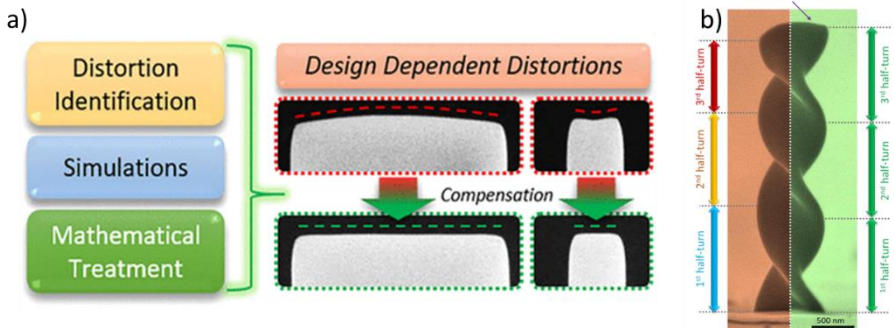 a)
Distortion
Identification
Simulations
Mathematical
Treatment
Design Dependent Distortions
Compensation
b)
3rd half-turn
2nd half-turn
1st half-turn
3rd half-turn
2nd half-turn
1st half-turn
500 nm